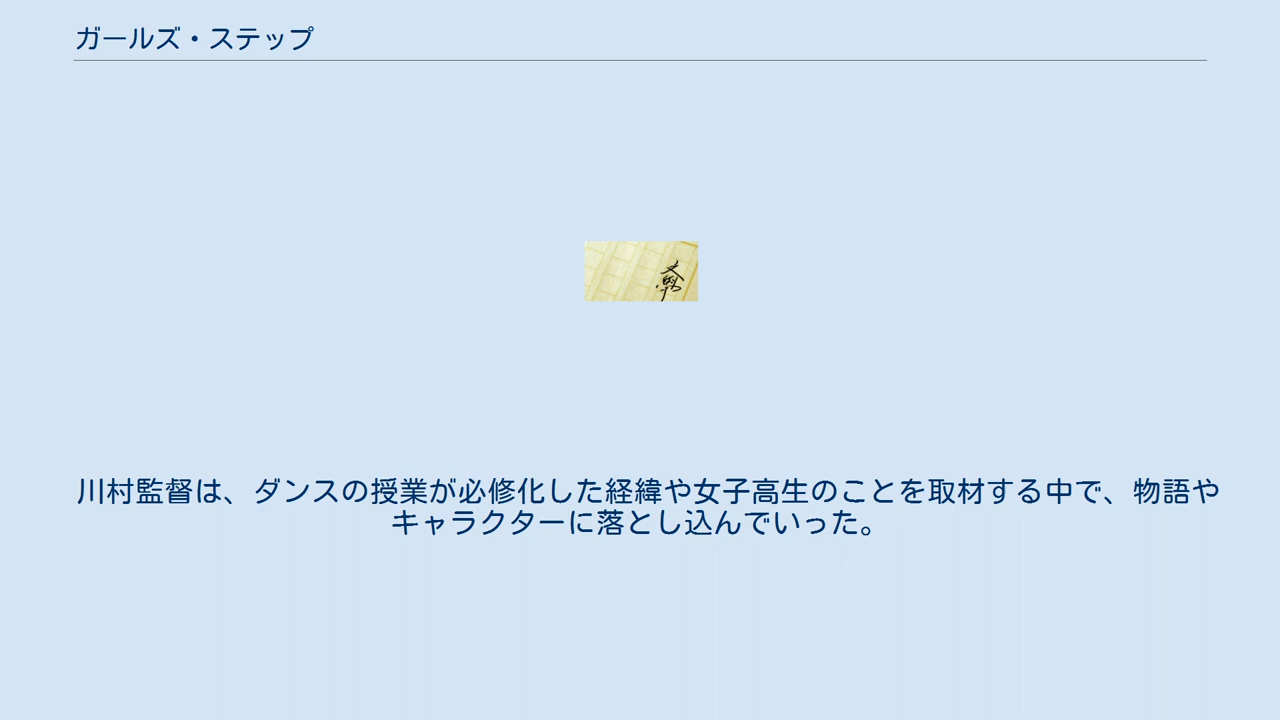 ガールズ・ステップ
川村監督は、ダンスの授業が必修化した経緯や女子高生のことを取材する中で、物語や
キャラクターに落とし込んでいった。